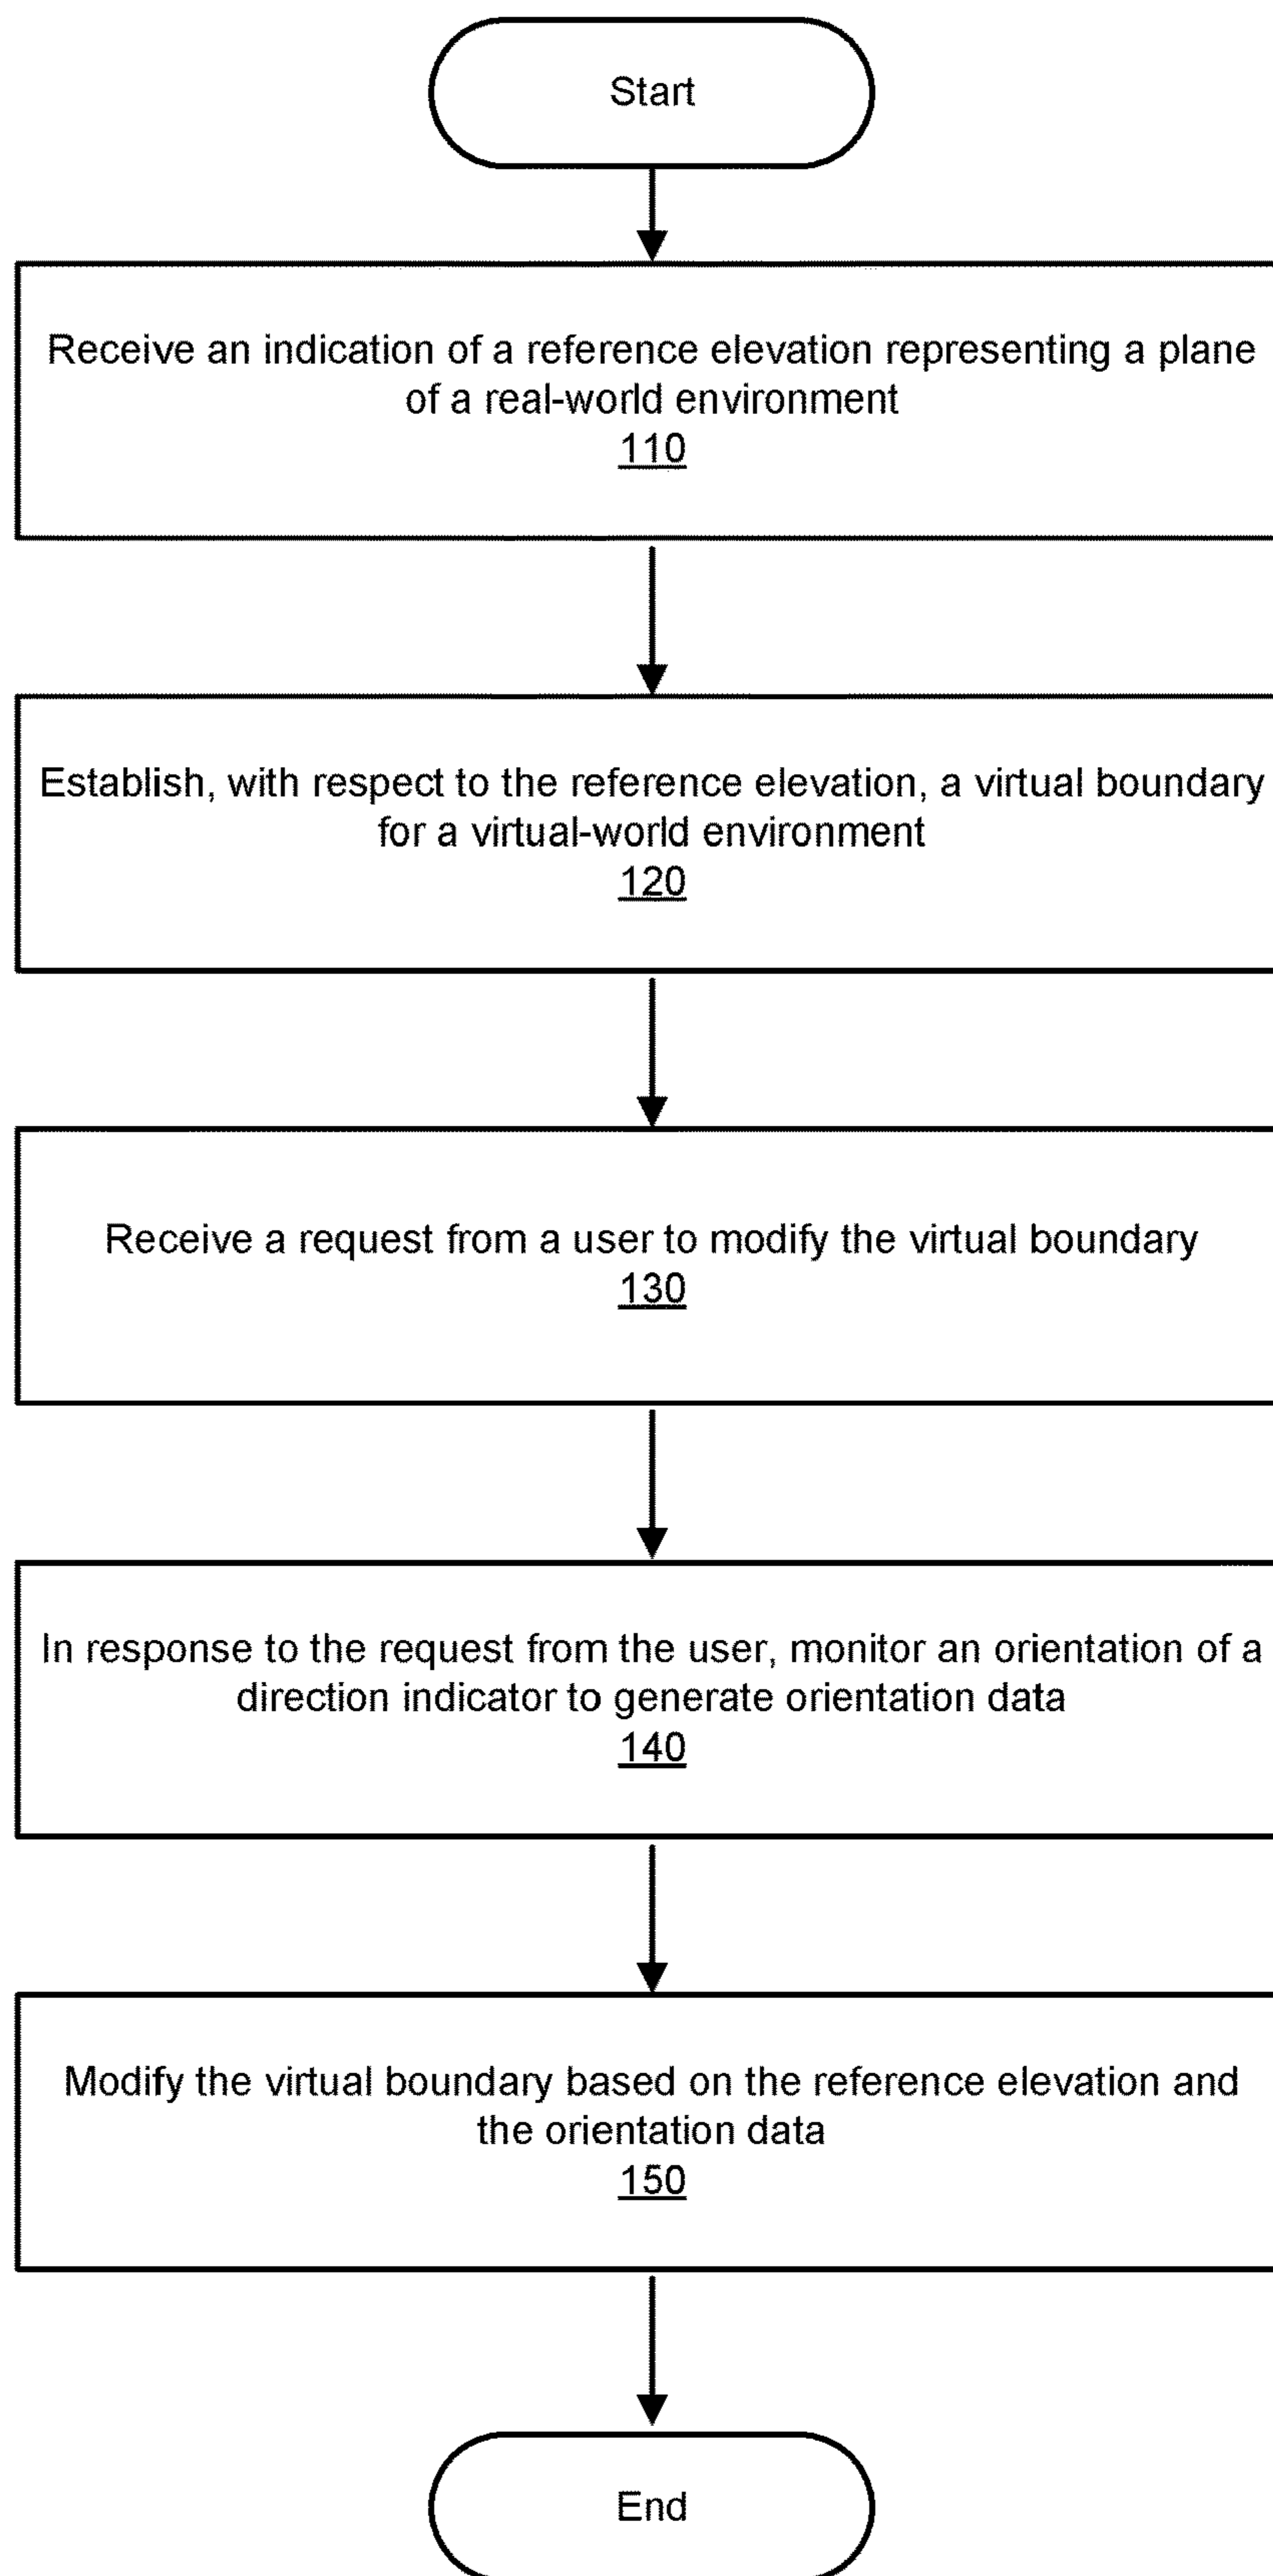 Start
Receive an indication of a reference elevation representing a plane
of a real-world environment
110
Establish, with respect to the reference elevation, a virtual boundary
for a virtual-world environment
120
Receive a request from a user to modify the virtual boundary
130
In response to the request from the user, monitor an orientation of a
direction indicator to generate orientation data
140
Modify the virtual boundary based on the reference elevation and
the orientation data
150
End